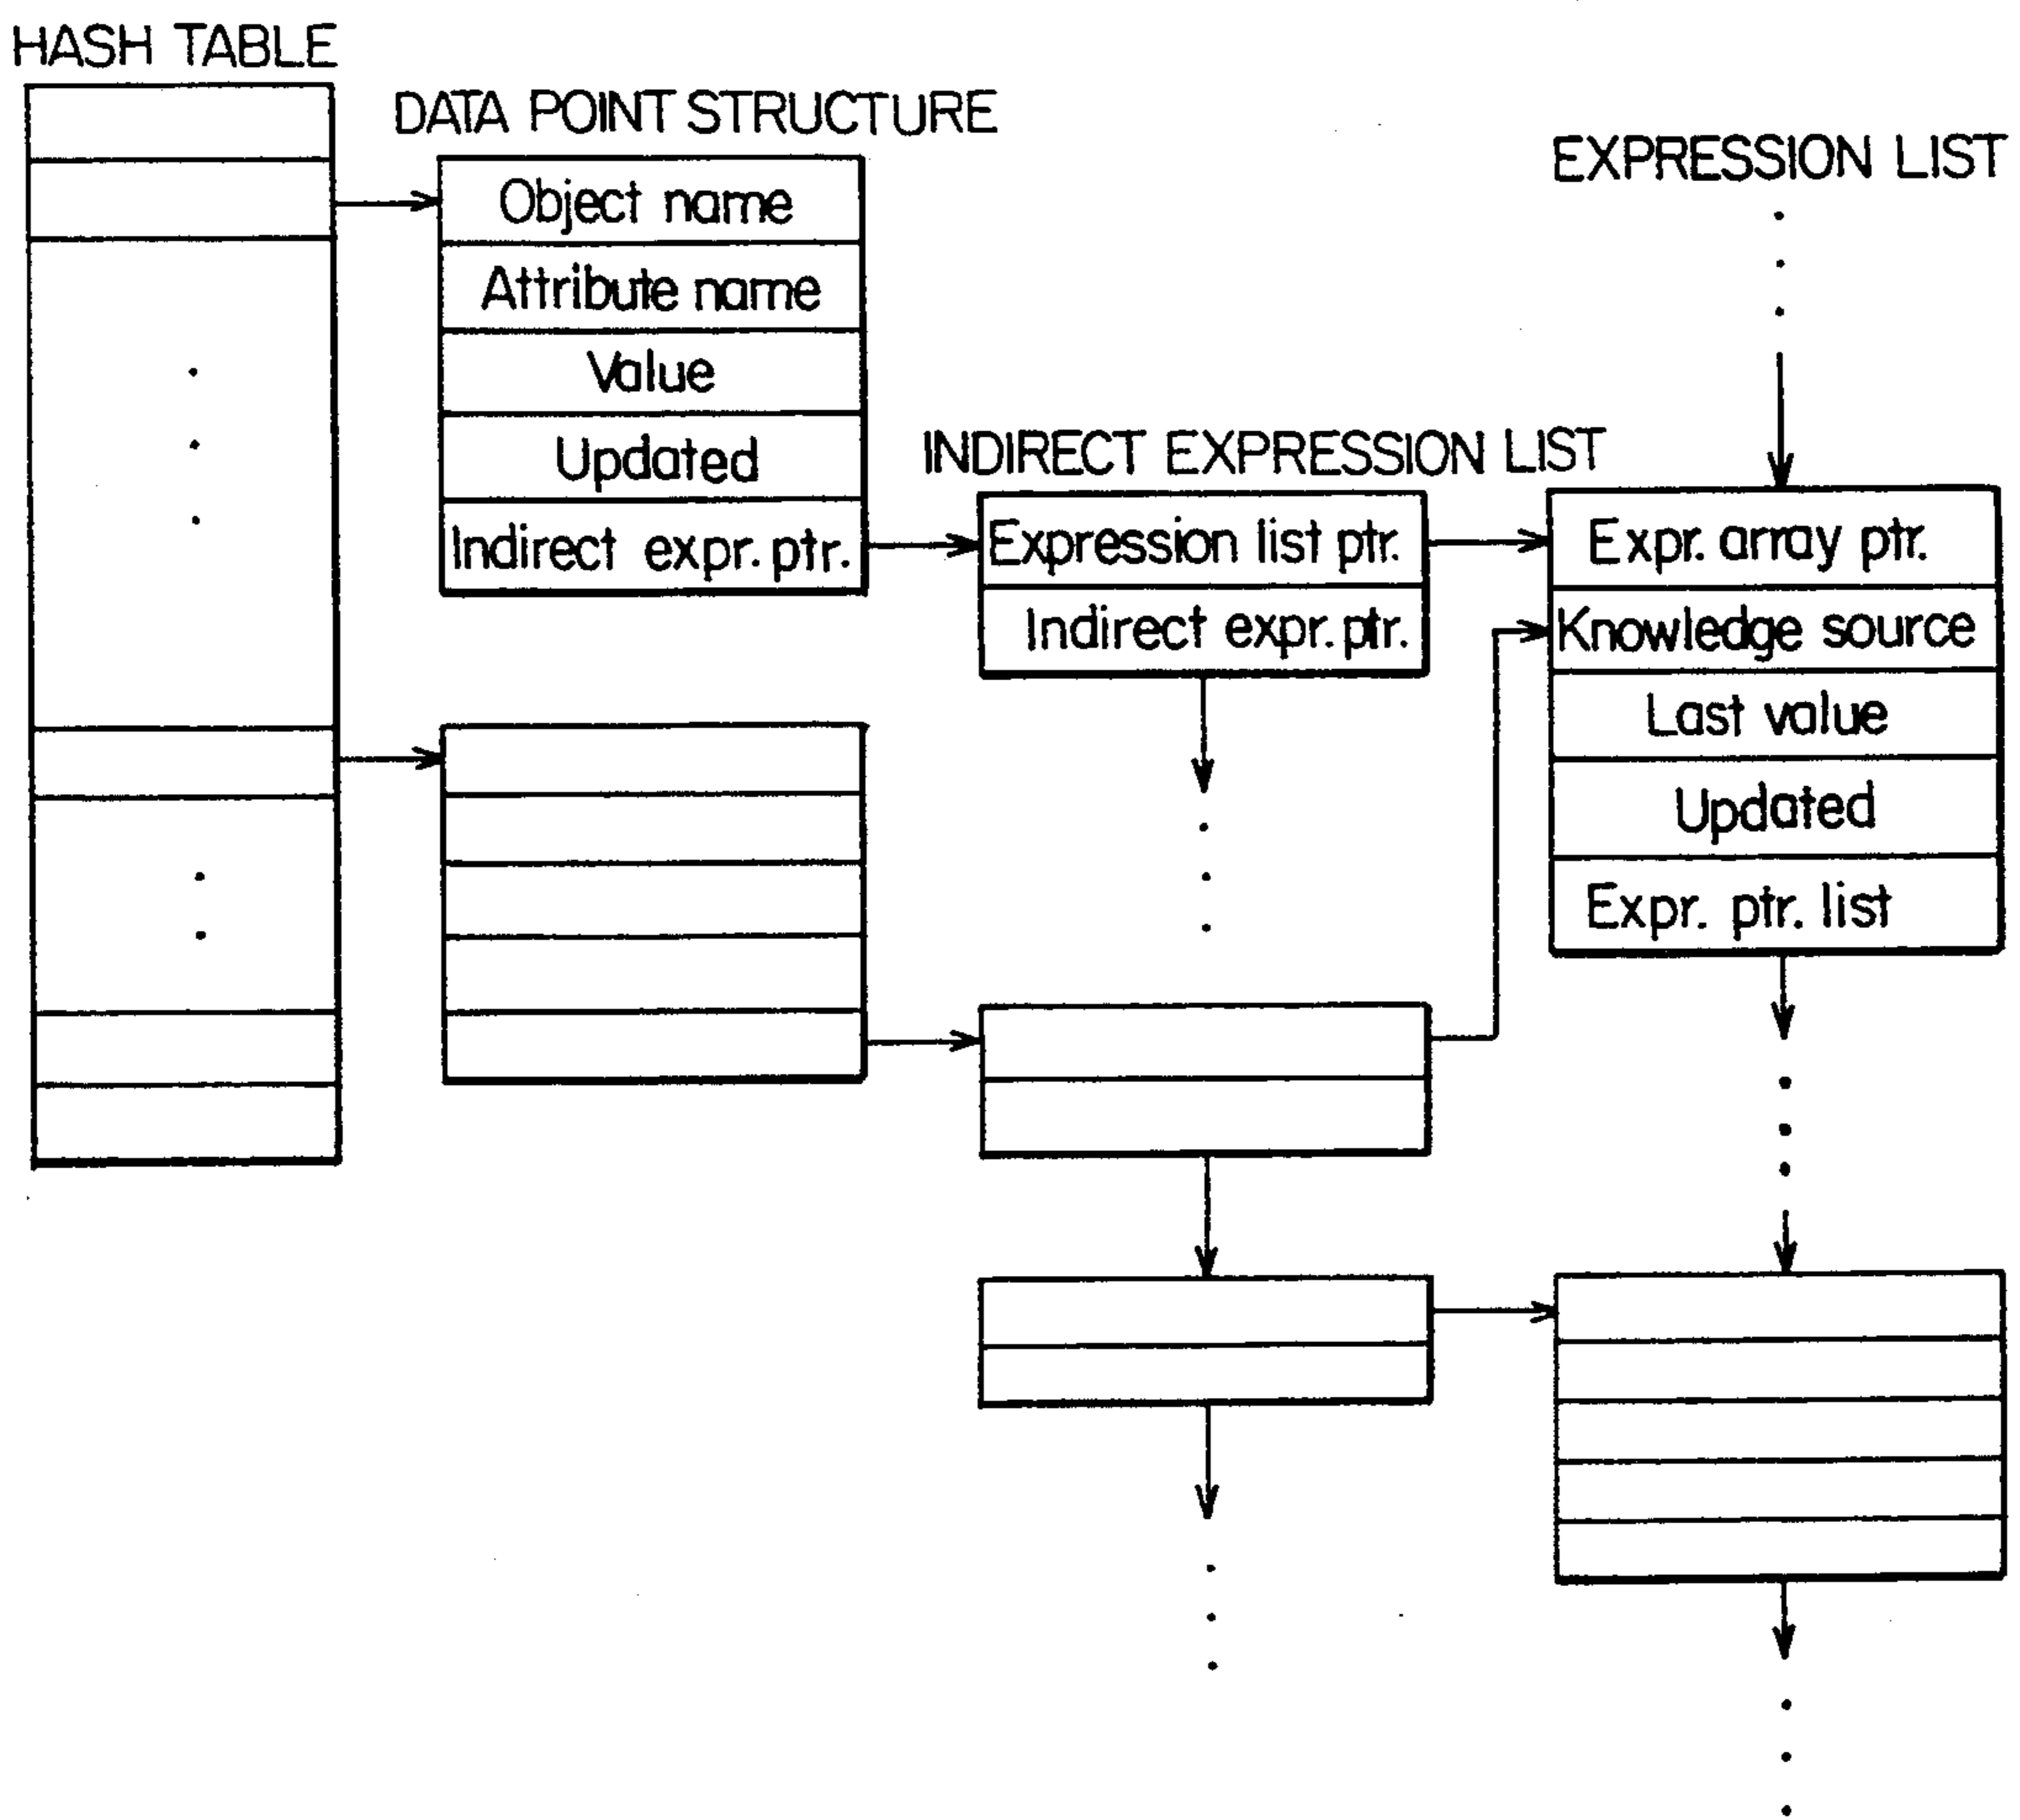 HASH TABLE
DATA POINT STRUCTURE
Object name
Attribute name
Value
Updated
Indirect expr. ptr.
INDIRECT EXPRESSION LIST
Expression list ptr.
Indirect expr. ptr.
EXPRESSION LIST
Expr. array ptr.
Knowledge source
Last value
Updated
Expr. ptr. list